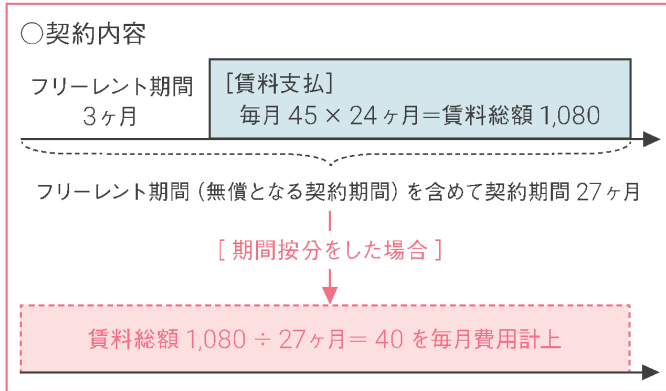 ○契約内容
フリーレント期間
3ヶ月
[賃料支払]
毎月 45 × 24ヶ月＝賃料総額 1,080
フリーレント期間（無償となる契約期間）を含めて契約期間 27ヶ月
[ 期間按分をした場合 ]
賃料総額 1,080 ÷ 27ヶ月＝ 40 を毎月費用計上